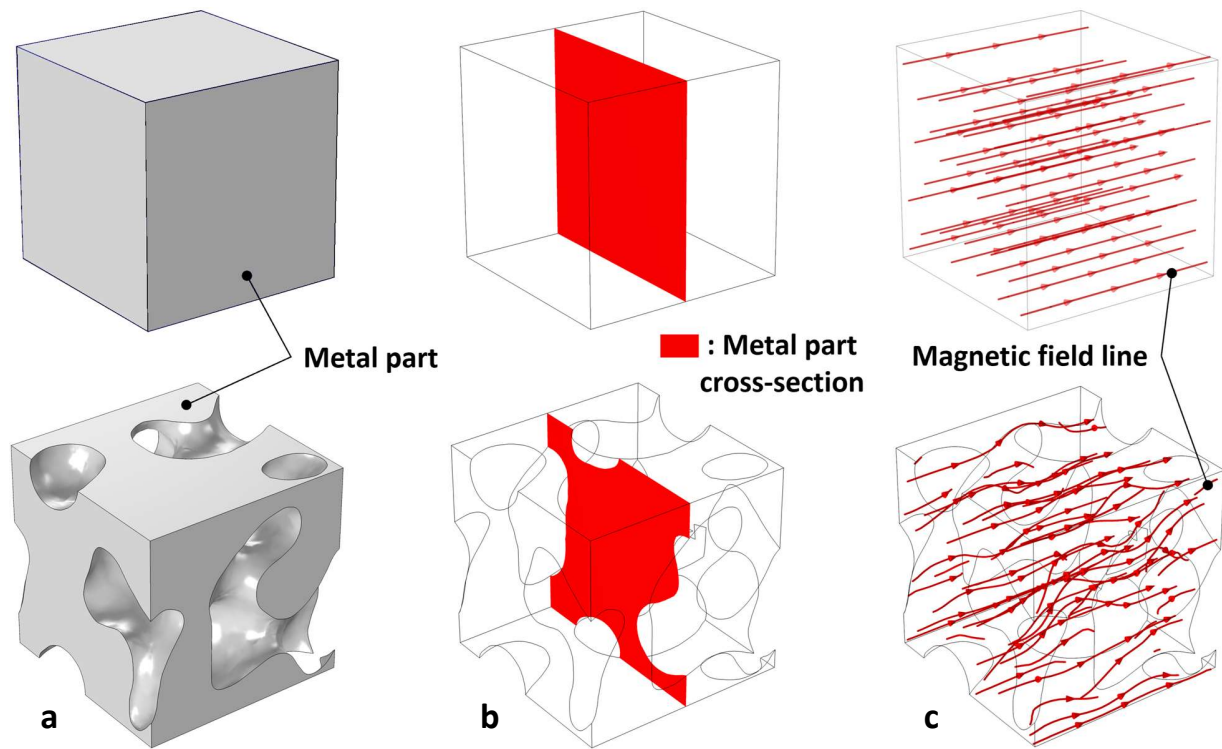 Metal part
: Metal part
cross-section
Magnetic field line
a
b
c